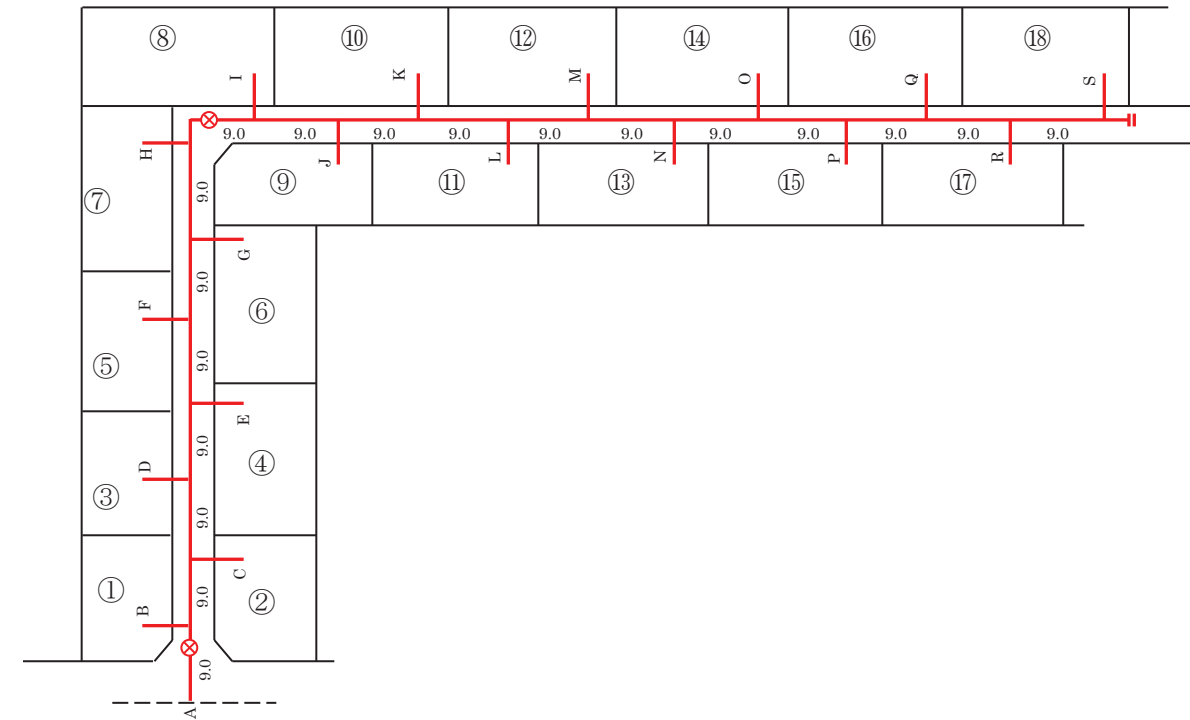 ⑧ ⑩ ⑫ ⑭ ⑯ ⑱
I K M O Q S
9.0 9.0 9.0 9.0 9.0 9.0 9.0 9.0 9.0 9.0 9.0
H J L N P R
⑦ ⑨ ⑪ ⑬ ⑮ ⑰
9.0
G
9.0
F
⑥
9.0
⑤
E
9.0
D ④
③
9.0
C
① 9.0 ②
B
9.0
A